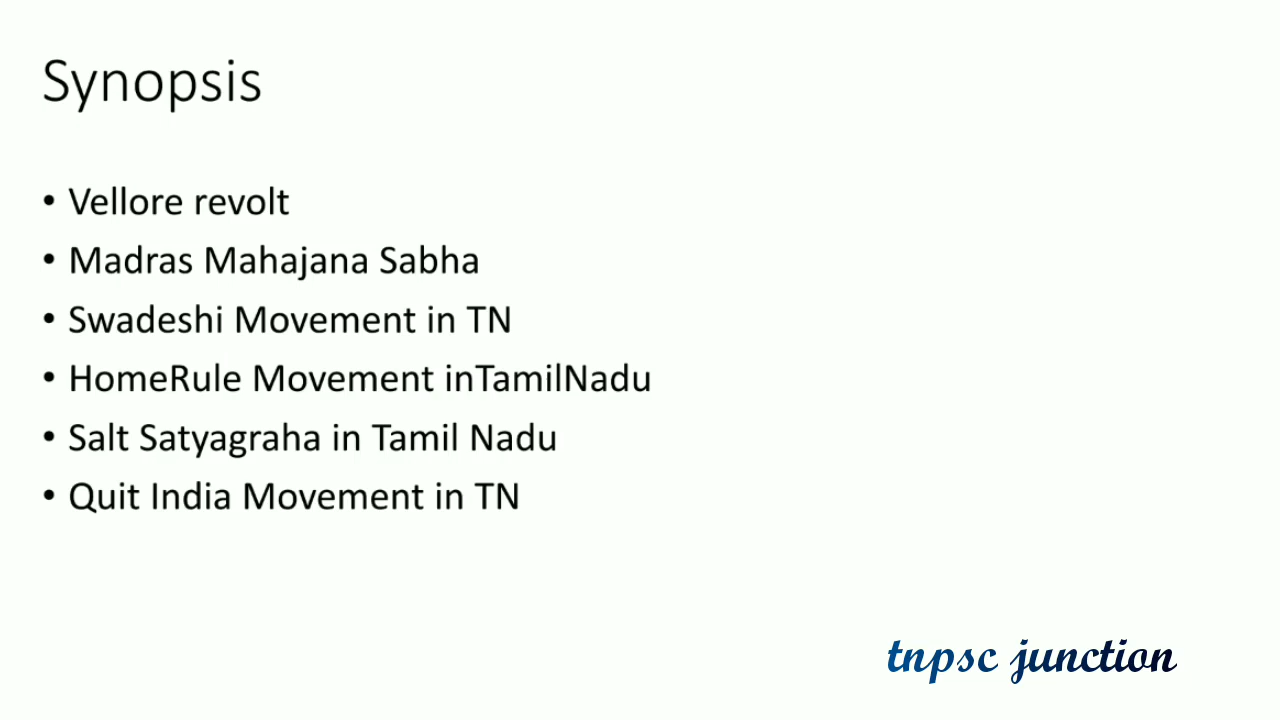 Synopsis
• Vellore revolt
• Madras Mahajana Sabha
• Swadeshi Movement in TN
• HomeRule Movement inTamilNadu
• Salt Satyagraha in Tamil Nadu
• Quit India Movement in TN
tnpsc junction